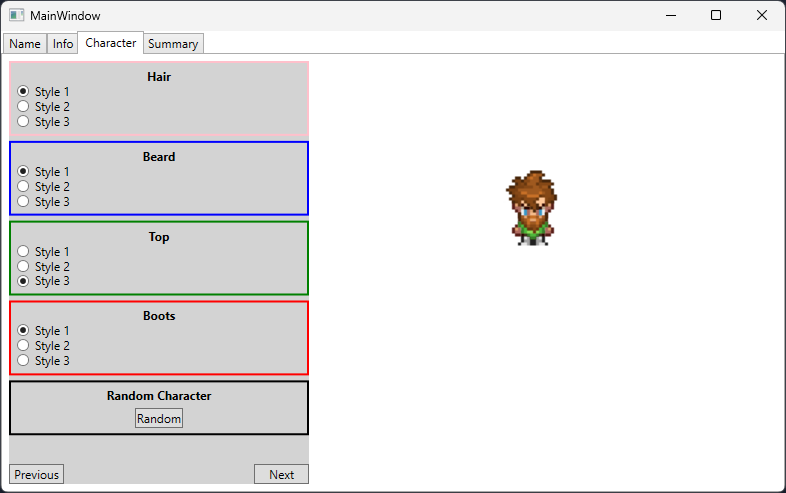 MainWindow
Name Info Character Summary
Hair
Style 1
Style 2
Style 3
Beard
Style 1
Style 2
Style 3
Top
Style 1
Style 2
Style 3
Boots
Style 1
Style 2
Style 3
Random Character
Random
Previous Next